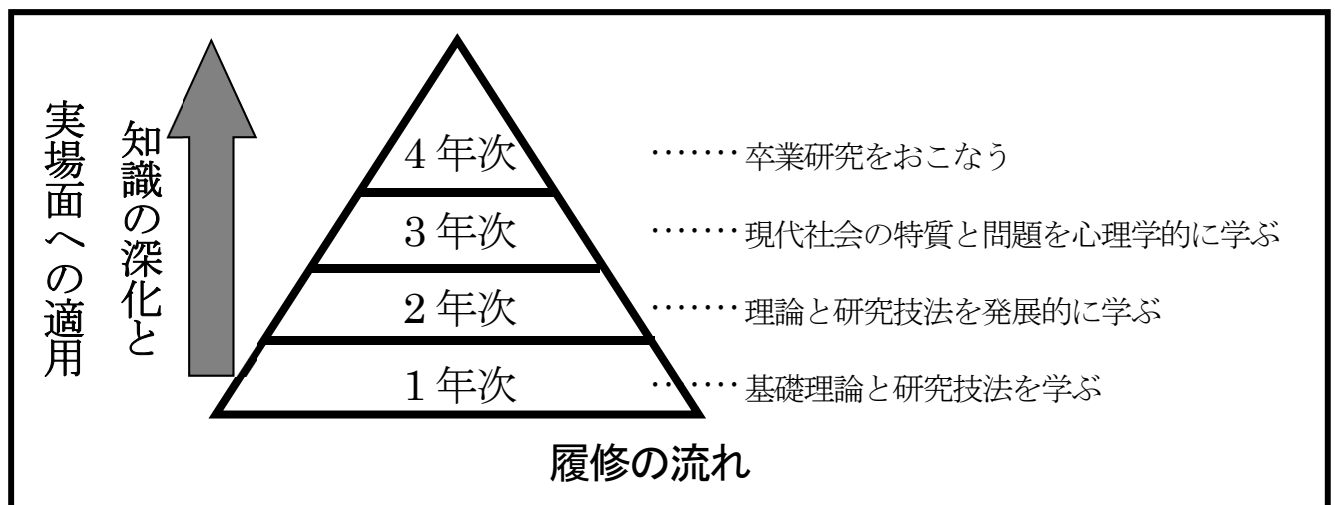 知識の深化と
実場面への適用
4年次
·······卒業研究をおこなう
3年次
·······現代社会の特質と問題を心理学的に学ぶ
2年次
·······理論と研究技法を発展的に学ぶ
1年次
·······基礎理論と研究技法を学ぶ
履修の流れ